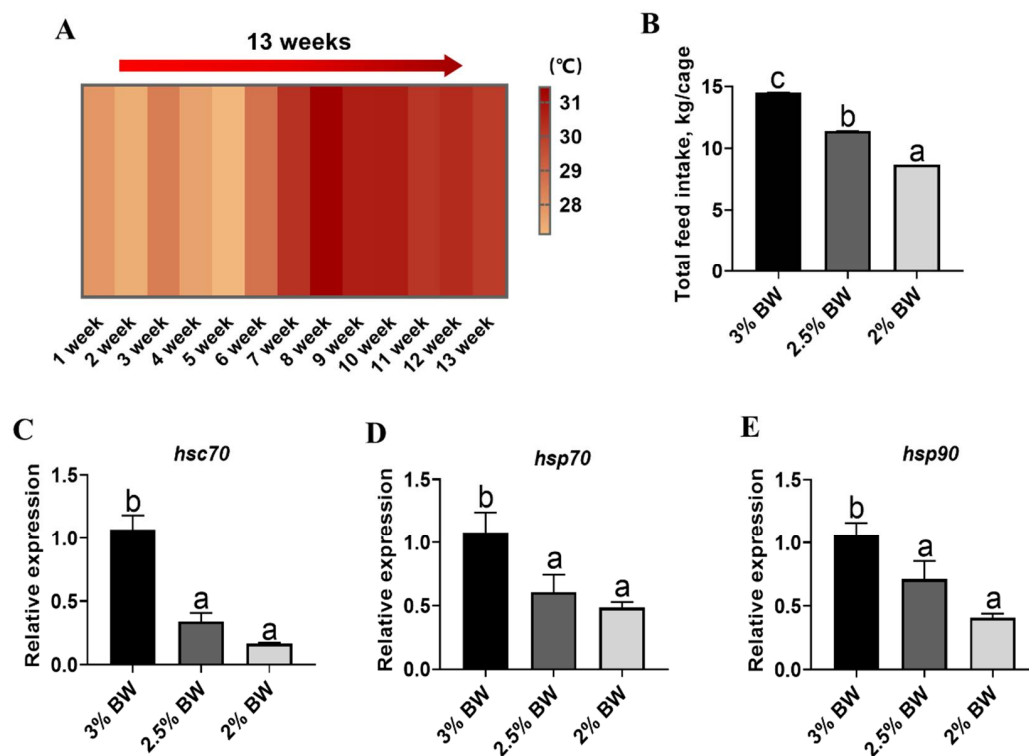 A
13 weeks
(℃)
31
30
29
28
1 week
2 week
3 week
4 week
5 week
6 week
7 week
8 week
9 week
10 week
11 week
12 week
13 week
B
Total feed intake, kg/cage
15
10
5
0
c
b
a
3% BW
2.5% BW
2% BW
C
hsc70
Relative expression
1.5
1.0
0.5
0.0
b
a
a
3% BW
2.5% BW
2% BW
D
hsp70
Relative expression
1.5
1.0
0.5
0.0
b
a
a
3% BW
2.5% BW
2% BW
E
hsp90
Relative expression
1.5
1.0
0.5
0.0
b
a
a
3% BW
2.5% BW
2% BW